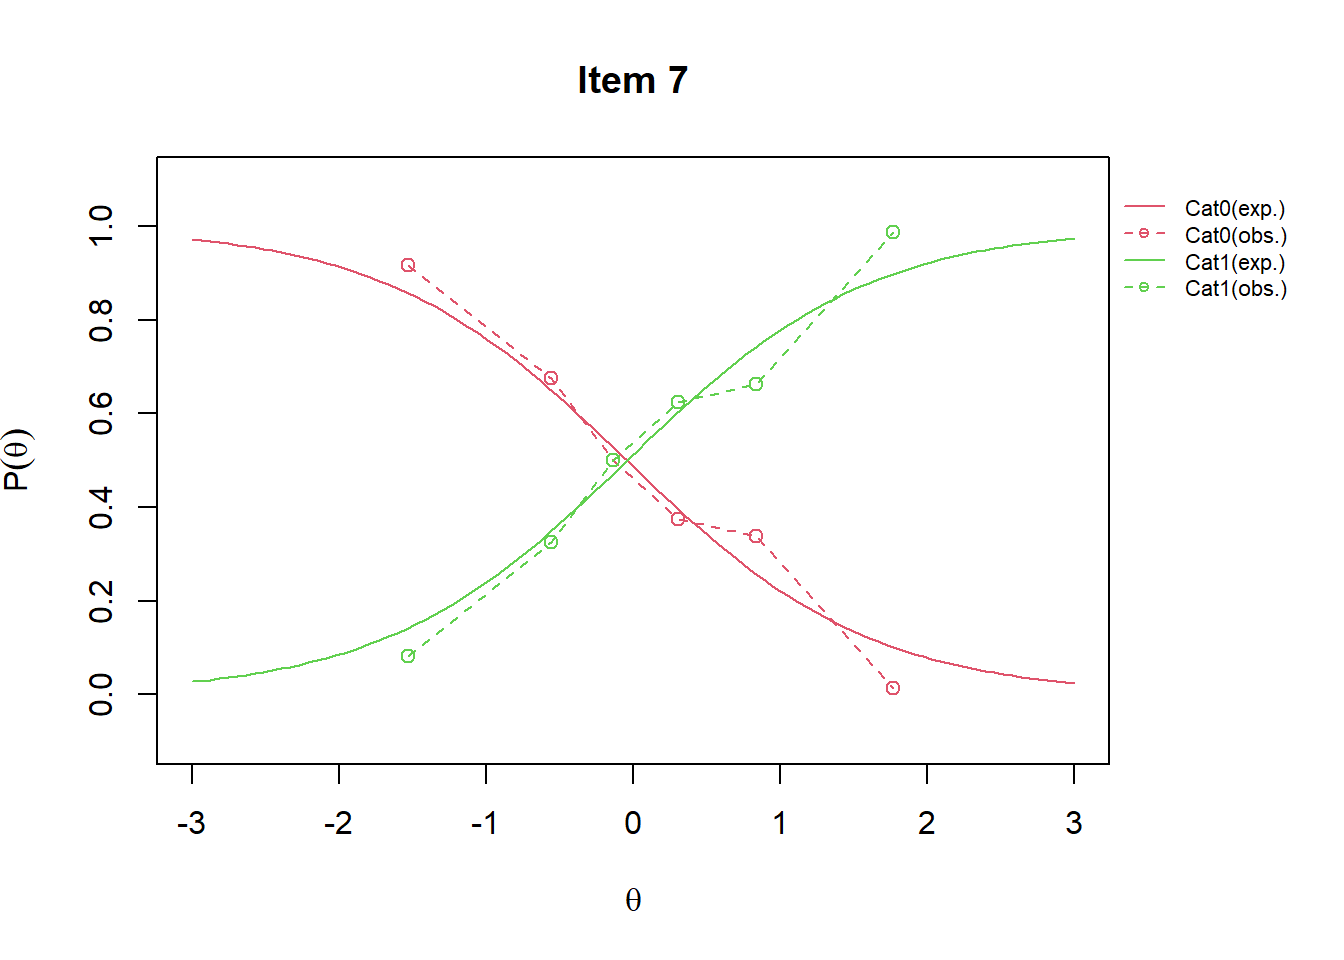 Item 7
Cat0(exp.)
Cat0(obs.)
Cat1(exp.)
Cat1(obs.)
P(θ)
1.0
0.8
0.6
0.4
0.2
0.0
-3 -2 -1 0 1 2 3
θ